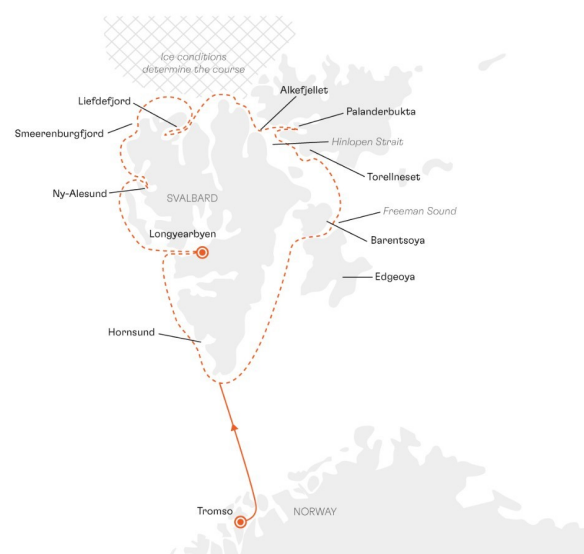 Ice conditions
determine the course
Alkefjellet
Liefdefjord
Palanderbukta
Smeerenburgfjord
Hinlopen Strait
Torellneset
Ny-Alesund
SVALBARD
Freeman Sound
Longyearbyen
Barentsoya
Edgeoya
Hornsund
Tromso
NORWAY